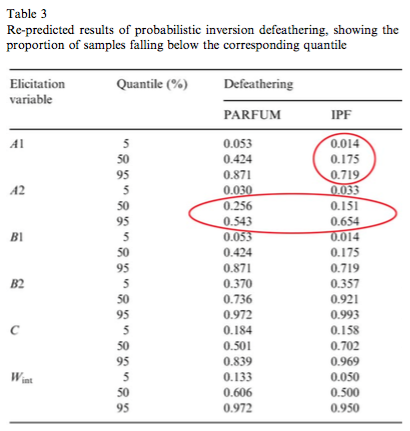 Table 3
Re-predicted results of probabilistic inversion defeathering, showing the
proportion of samples falling below the corresponding quantile
Elicitation variable Quantile (%) Defeathering
PARFUM IPF
A1 5 0.053 0.014
50 0.424 0.175
95 0.871 0.719
A2 5 0.030 0.033
50 0.256 0.151
95 0.543 0.654
B1 5 0.053 0.014
50 0.424 0.175
95 0.871 0.719
B2 5 0.370 0.357
50 0.736 0.921
95 0.972 0.993
C 5 0.184 0.158
50 0.501 0.702
95 0.839 0.969
Wint 5 0.133 0.050
50 0.606 0.500
95 0.972 0.950